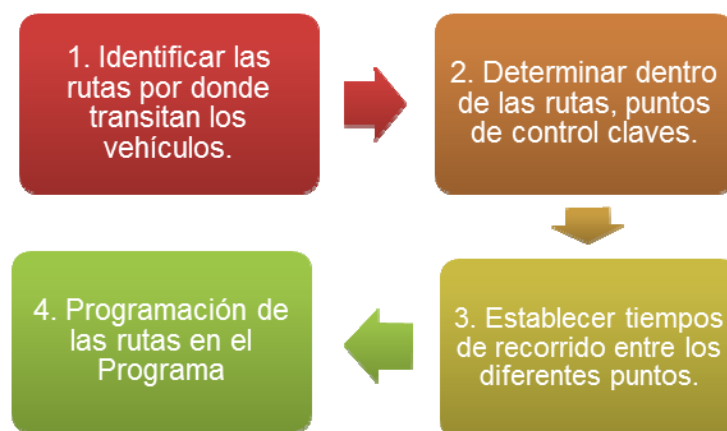 1. Identificar las
rutas por donde
transitan los
vehículos.
2. Determinar dentro
de las rutas, puntos
de control claves.
3. Establecer tiempos
de recorrido entre los
diferentes puntos.
4. Programación de
las rutas en el
Programa